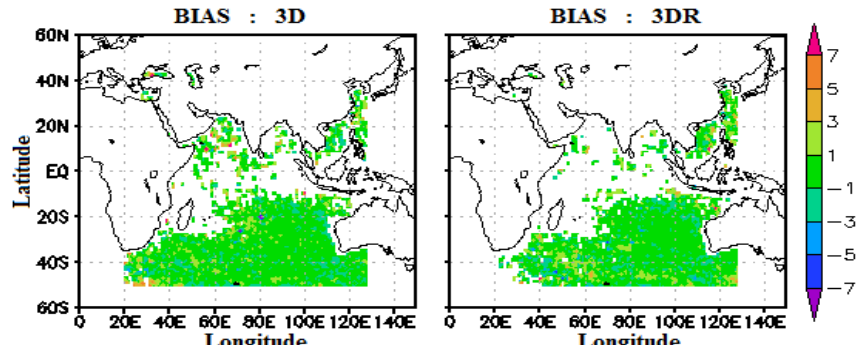 BIAS : 3D
BIAS : 3DR
60N
40N
20N
EQ
20S
40S
60S
Latitude
0 20E 40E 60E 80E 100E 120E 140E
0 20E 40E 60E 80E 100E 120E 140E
Longitude
Longitude
7
5
3
1
−1
−3
−5
−7